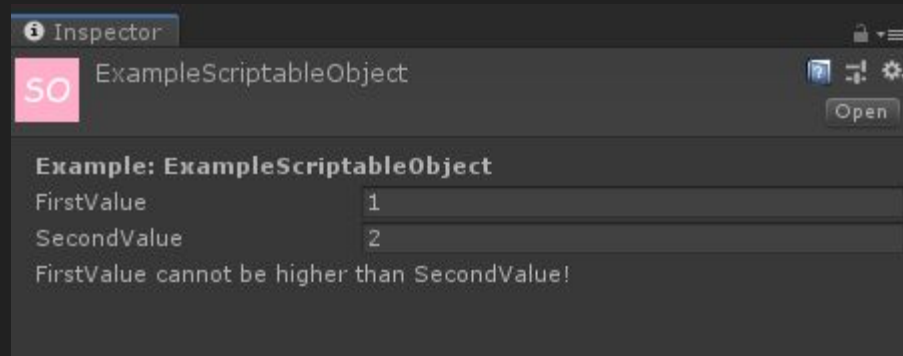 Inspector
SO
ExampleScriptableObject
Open
Example: ExampleScriptableObject
FirstValue 1
SecondValue 2
FirstValue cannot be higher than SecondValue!